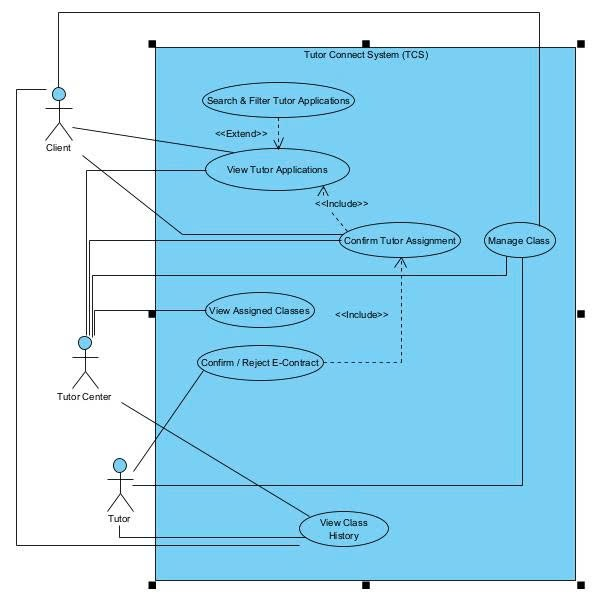 Tutor Connect System (TCS)
Search & Filter Tutor Applications
<<Extend>>
Client
View Tutor Applications
<<Include>>
Confirm Tutor Assignment
Manage Class
View Assigned Classes
<<Include>>
Confirm / Reject E-Contract
Tutor Center
Tutor
View Class
History